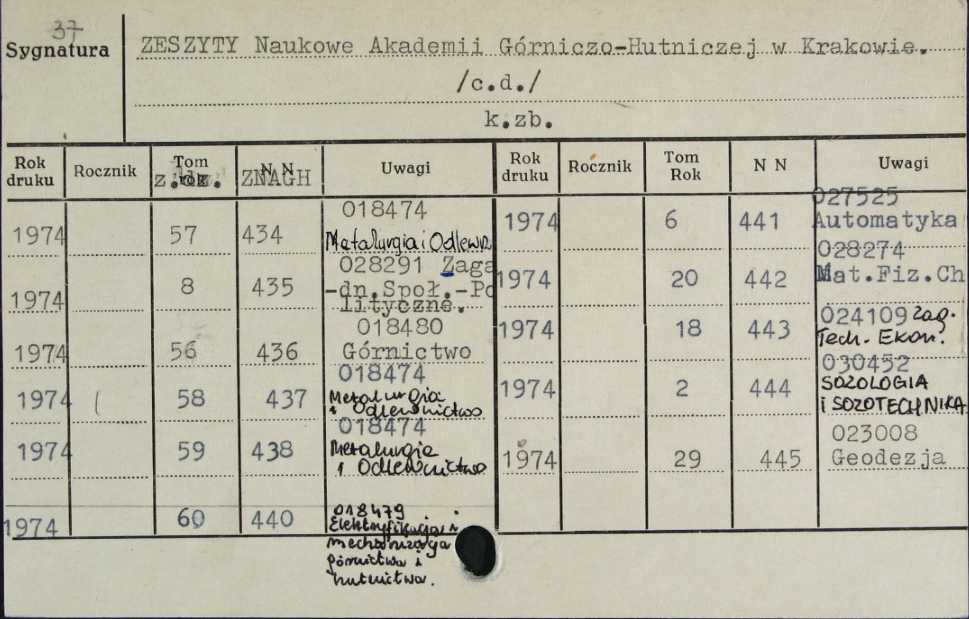 37
Sygnatura
ZESZYTY Naukowe Akademii Górniczo-Hutniczej w Krakowie.
/c.d./
k.zb.
Rok druku Rocznik Tom rok N N Uwagi Rok druku Rocznik Tom Rok N N Uwagi
z. ZNAGH
1974 57 434 018474 Metalurgia i Odlewn
1974 8 435 028291 Zaga-dn.Społ.-Polityczne.
1974 56 436 018480 Górnictwo
1974 58 437 018474 Metalurgia i Odlewnictwo
1974 59 438 018474 Metalurgia i Odlewnictwo
1974 60 440 018479 Elektryfikacja i mechanizacja górnictwa i hutnictwa.
1974 6 441 027525 Automatyka
1974 20 442 028274 Mat.Fiz.Ch
1974 18 443 024109 Zag. Tech. Ekon.
1974 2 444 030452 SOZOLOGIA i SOZOTECHNIKA
1974 29 445 023008 Geodezja